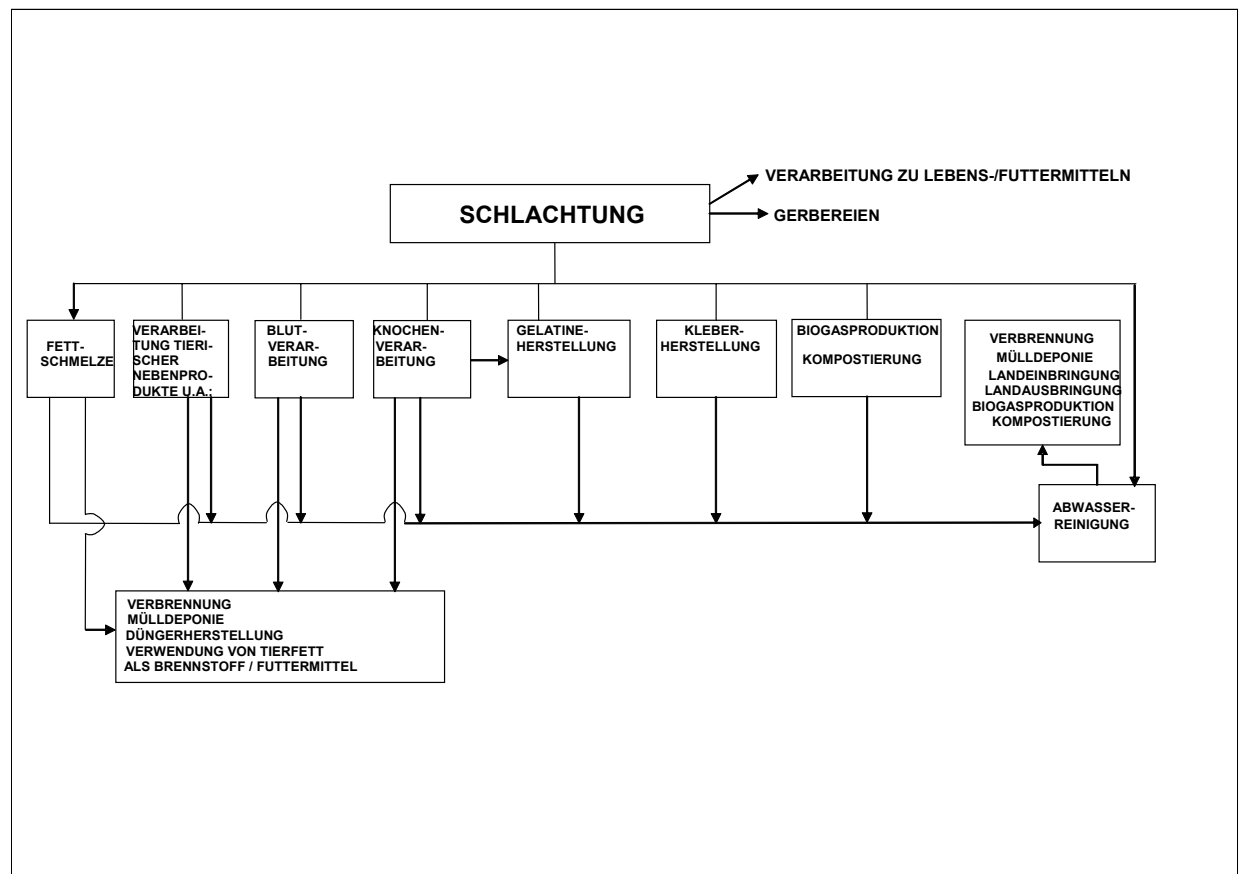 VERARBEITUNG ZU LEBENS-/FUTTERMITTELN
SCHLACHTUNG
GERBEREIEN
FETT-
SCHMELZE
VERARBEI-
TUNG TIERI-
SCHER
NEBENPRO-
DUKTE U.A.;
BLUT-
VERAR-
BEITUNG
KNOCHEN-
VERAR-
BEITUNG
GELATINE-
HERSTELLUNG
KLEBER-
HERSTELLUNG
BIOGASPRODUKTION
KOMPOSTIERUNG
VERBRENNUNG
MÜLLDEPONIE
LANDEINBRINGUNG
LANDAUSBRINGUNG
BIOGASPRODUKTION
KOMPOSTIERUNG
ABWASSER-
REINIGUNG
VERBRENNUNG
MÜLLDEPONIE
DÜNGERHERSTELLUNG
VERWENDUNG VON TIERFETT
ALS BRENNSTOFF / FUTTERMITTEL